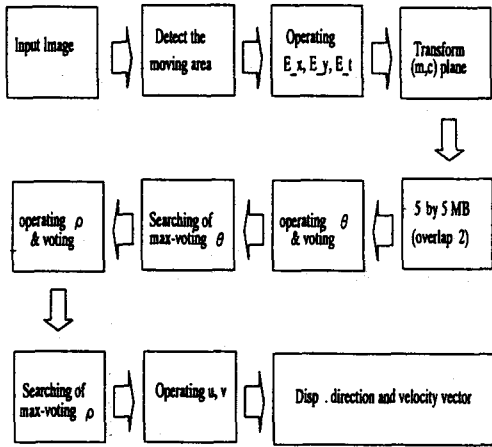 Input Image
Detect the
moving area
Operating
E_x, E_y, E_t
Transform
(m,c) plane
5 by 5 MB
(overlap 2)
operating θ
& voting
Searching of
max-voting θ
operating ρ
& voting
Searching of
max-voting ρ
Operating u, v
Disp . direction and velocity vector